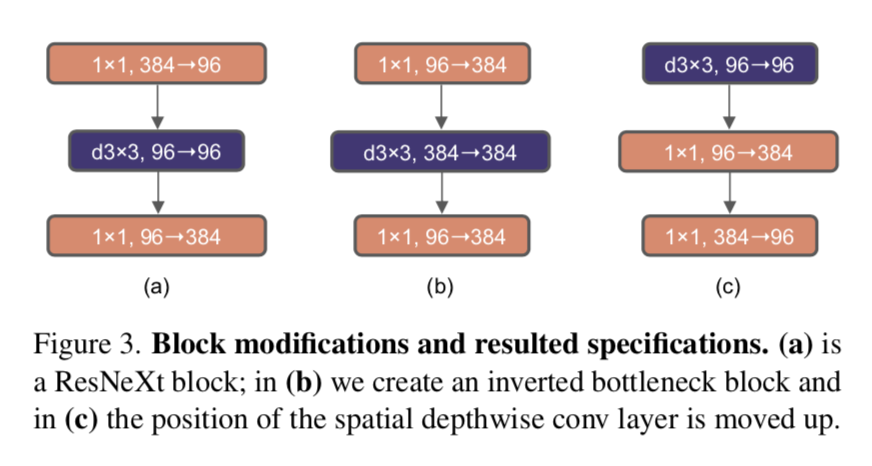 1×1, 384→96 1×1, 96→384 d3×3, 96→96
d3×3, 96→96 d3×3, 384→384 1×1, 96→384
1×1, 96→384 1×1, 96→384 1×1, 384→96
(a) (b) (c)
Figure 3. Block modifications and resulted specifications. (a) is
a ResNeXt block; in (b) we create an inverted bottleneck block and
in (c) the position of the spatial depthwise conv layer is moved up.